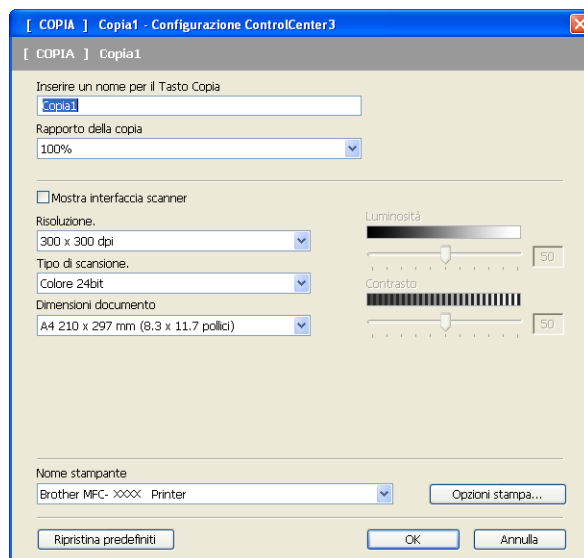 [ COPIA ] Copia1 - Configurazione ControlCenter3
[ COPIA ] Copia1
Inserire un nome per il Tasto Copia
Copia1
Rapporto della copia
100%
Mostra interfaccia scanner
Risoluzione.
300 x 300 dpi
Tipo di scansione.
Colore 24bit
Dimensioni documento
A4 210 x 297 mm (8.3 x 11.7 pollici)
Luminosità
50
Contrasto
50
Nome stampante
Brother MFC- XXXX Printer
Opzioni stampa...
Ripristina predefiniti
OK
Annulla